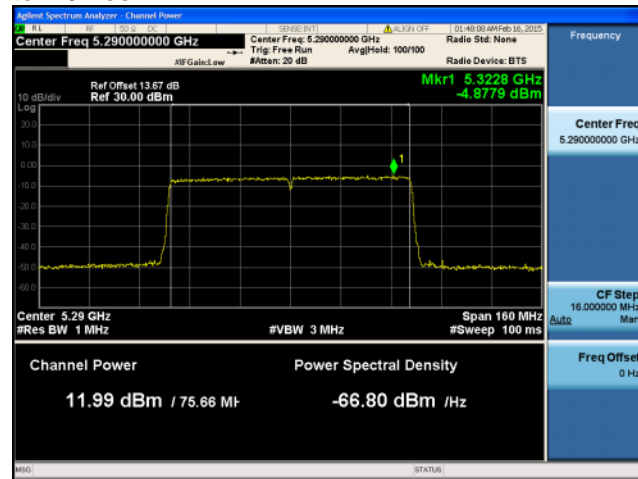 Agilent Spectrum Analyzer - Channel Power
RL RF 50 Ω DC SENSE:INT ALIGN OFF 01:48:08 AM Feb 16, 2015
Center Freq 5.290000000 GHz
Center Freq: 5.290000000 GHz
Radio Std: None
Trig: Free Run Avg|Hold: 100/100
#IFGain:Low #Atten: 20 dB Radio Device: BTS
Mkr1 5.3228 GHz
-4.8779 dBm
Ref Offset 13.67 dB
10 dB/div Ref 30.00 dBm
Log
20.0
10.0
0.00
-10.0
-20.0
-30.0
-40.0
-50.0
-60.0
1
Center 5.29 GHz Span 160 MHz
#Res BW 1 MHz #VBW 3 MHz #Sweep 100 ms
Channel Power Power Spectral Density
11.99 dBm / 75.66 MH -66.80 dBm /Hz
MSG STATUS
Frequency
Center Freq
5.290000000 GHz
CF Step
16.000000 MHz
Auto Man
Freq Offset
0 Hz